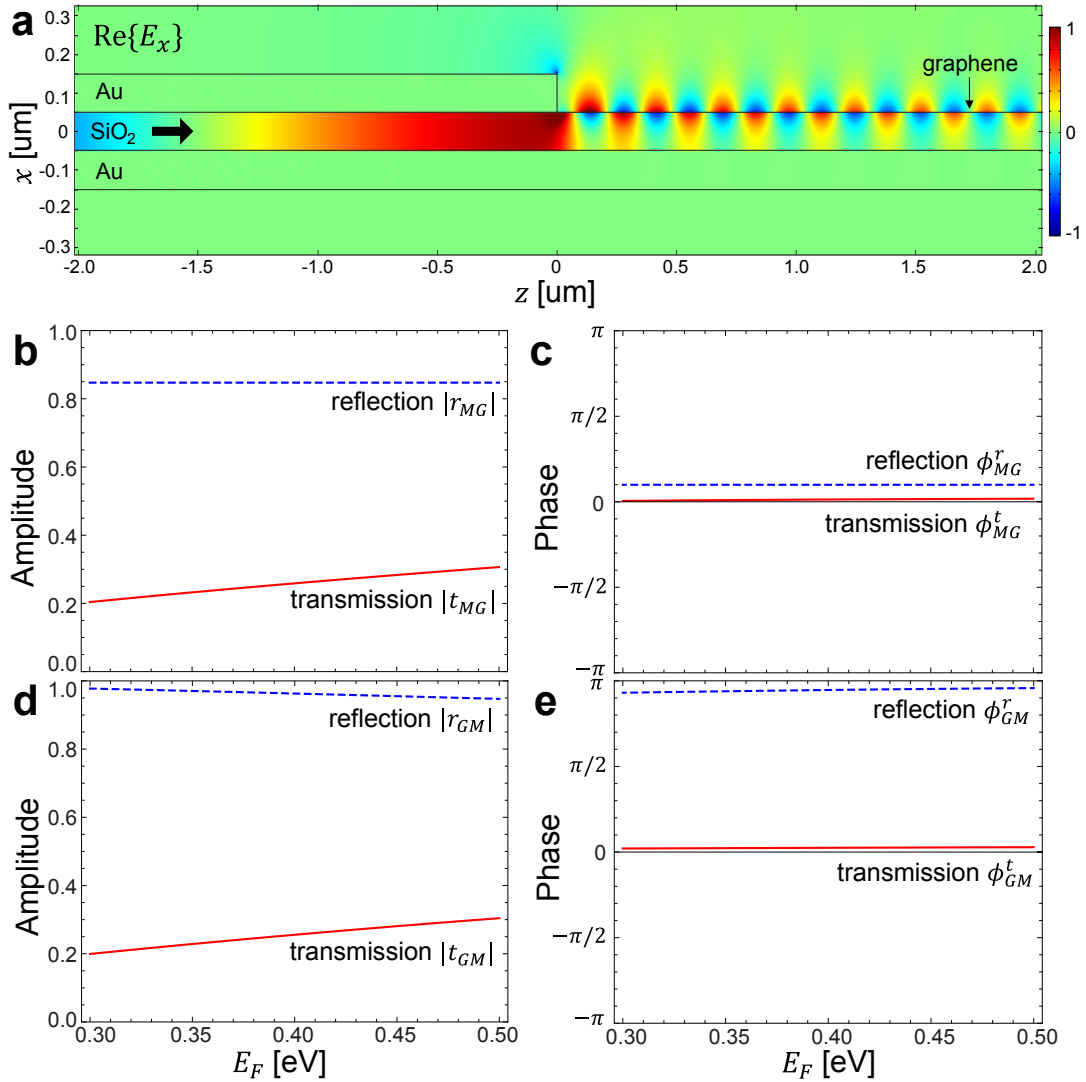 a
Re{E_x}
Au
SiO₂
Au
graphene
x [um]
0.3
0.2
0.1
0
-0.1
-0.2
-0.3
-2.0 -1.5 -1.0 -0.5 0 0.5 1.0 1.5 2.0
z [um]
1
0
-1
b
Amplitude
1.0
0.8
0.6
0.4
0.2
0.0
reflection |r_MG|
transmission |t_MG|
c
Phase
π
π/2
0
−π/2
−π
reflection ϕ^r_MG
transmission ϕ^t_MG
d
Amplitude
1.0
0.8
0.6
0.4
0.2
0.0
reflection |r_GM|
transmission |t_GM|
0.30 0.35 0.40 0.45 0.50
E_F [eV]
e
Phase
π
π/2
0
−π/2
−π
reflection ϕ^r_GM
transmission ϕ^t_GM
0.30 0.35 0.40 0.45 0.50
E_F [eV]